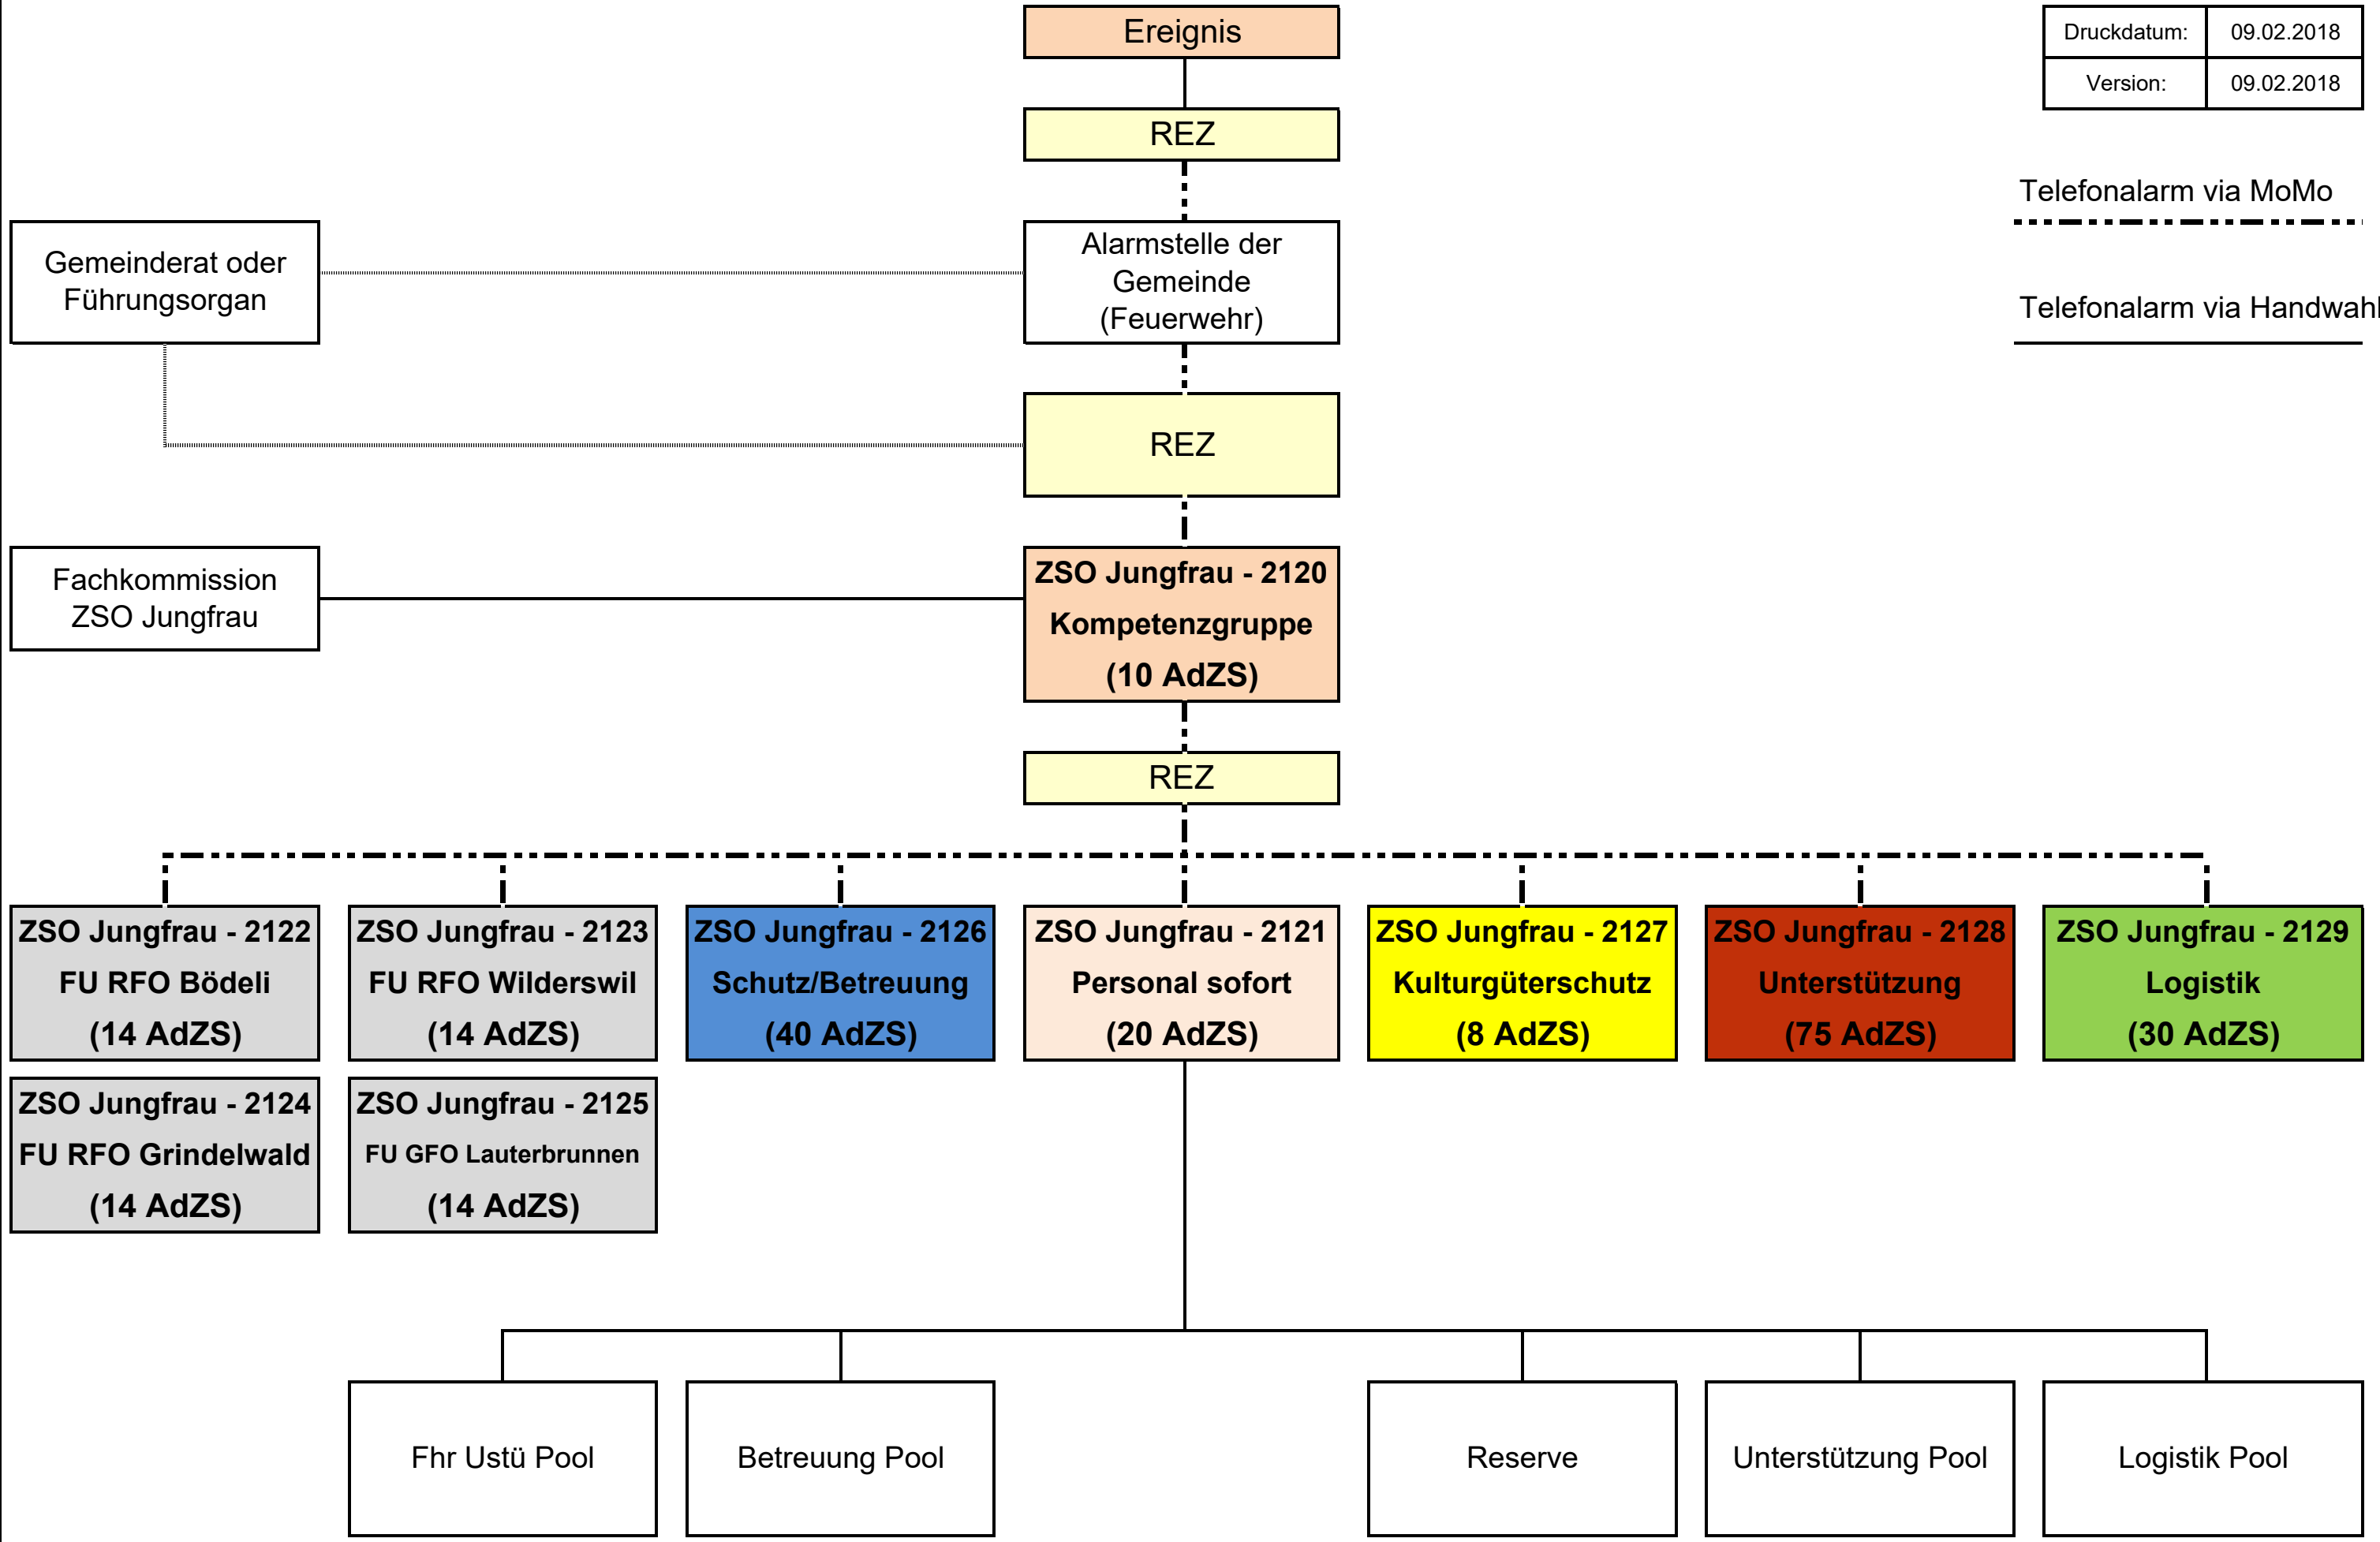 Ereignis
Druckdatum: 09.02.2018
Version: 09.02.2018
REZ
Telefonalarm via MoMo
Gemeinderat oder
Führungsorgan
Alarmstelle der
Gemeinde
(Feuerwehr)
Telefonalarm via Handwahl
REZ
Fachkommission
ZSO Jungfrau
ZSO Jungfrau - 2120
Kompetenzgruppe
(10 AdZS)
REZ
ZSO Jungfrau - 2122
FU RFO Bödeli
(14 AdZS)
ZSO Jungfrau - 2123
FU RFO Wilderswil
(14 AdZS)
ZSO Jungfrau - 2126
Schutz/Betreuung
(40 AdZS)
ZSO Jungfrau - 2121
Personal sofort
(20 AdZS)
ZSO Jungfrau - 2127
Kulturgüterschutz
(8 AdZS)
ZSO Jungfrau - 2128
Unterstützung
(75 AdZS)
ZSO Jungfrau - 2129
Logistik
(30 AdZS)
ZSO Jungfrau - 2124
FU RFO Grindelwald
(14 AdZS)
ZSO Jungfrau - 2125
FU GFO Lauterbrunnen
(14 AdZS)
Fhr Ustü Pool
Betreuung Pool
Reserve
Unterstützung Pool
Logistik Pool